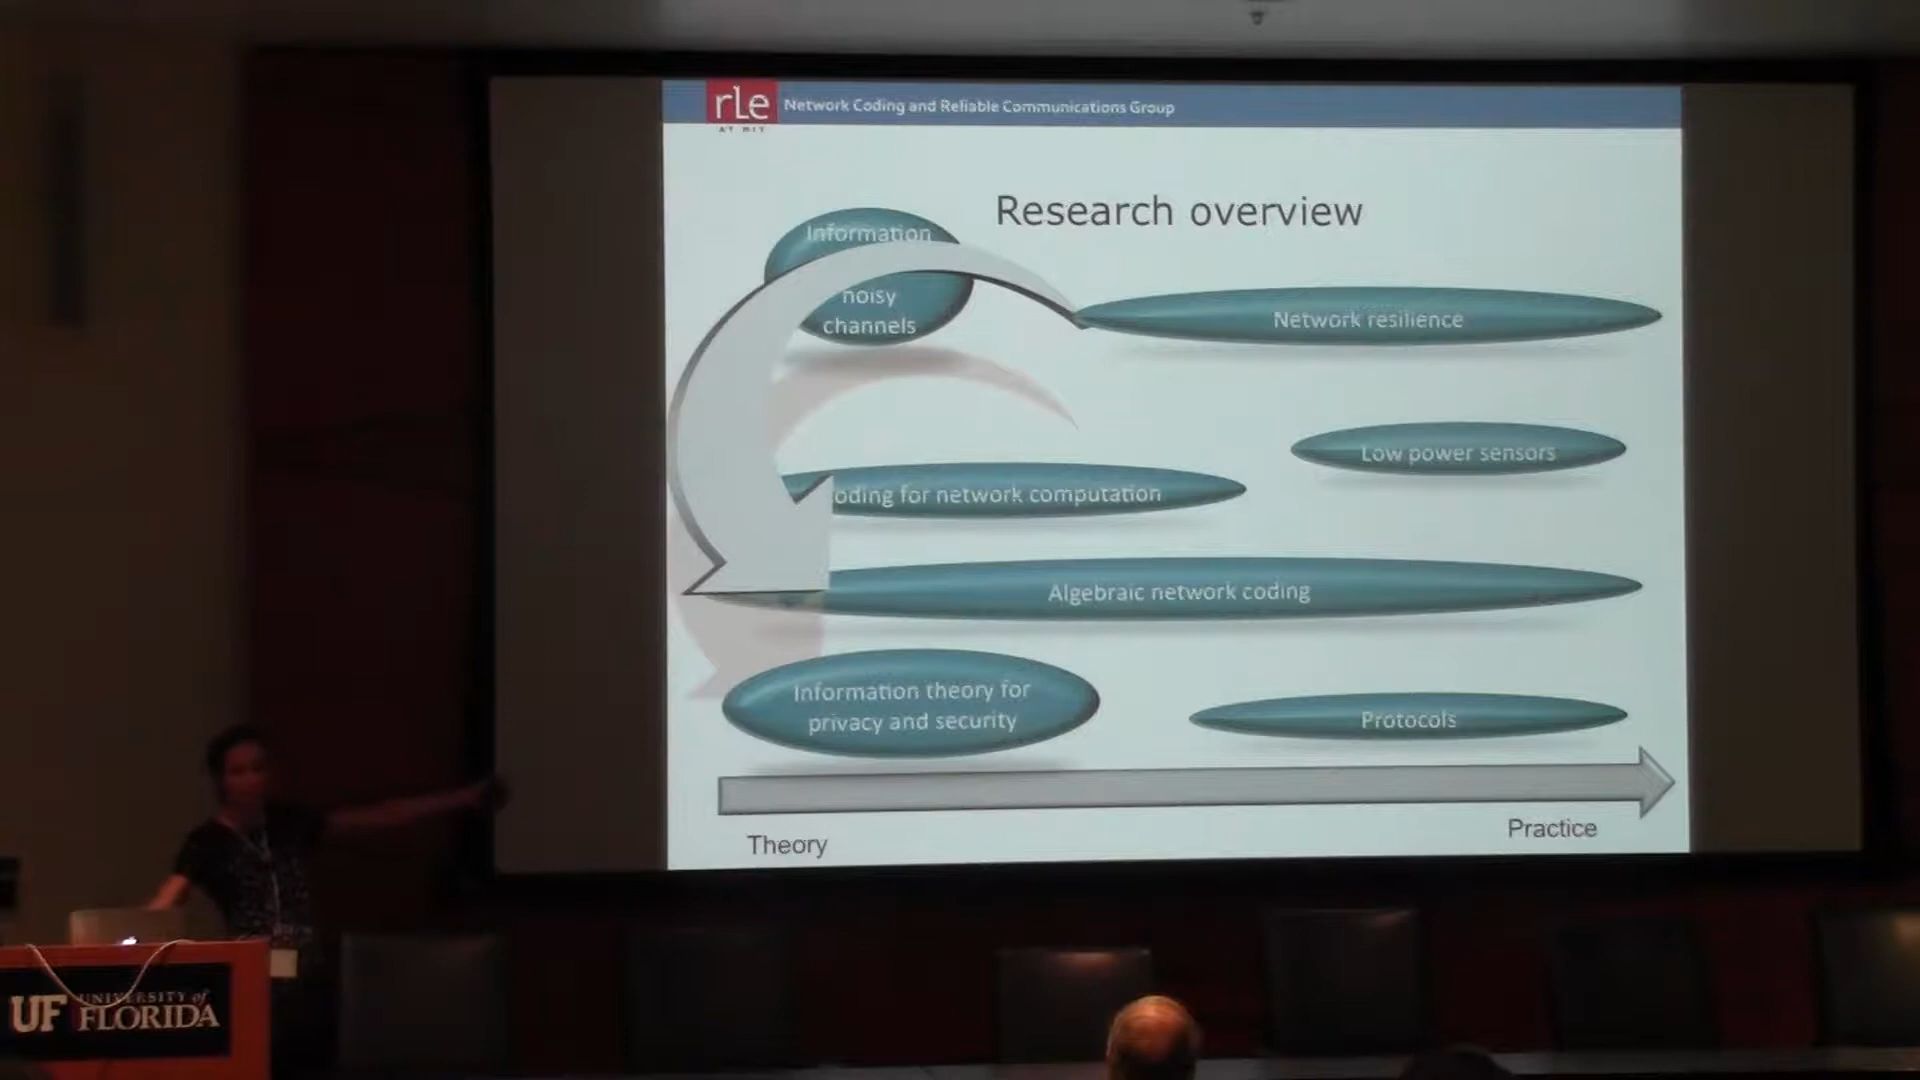 rLe
AT MIT
Network Coding and Reliable Communications Group
Research overview
Information
noisy
channels
Network resilience
Low power sensors
oding for network computation
Algebraic network coding
Information theory for
privacy and security
Protocols
Theory
Practice
UF UNIVERSITY of
FLORIDA